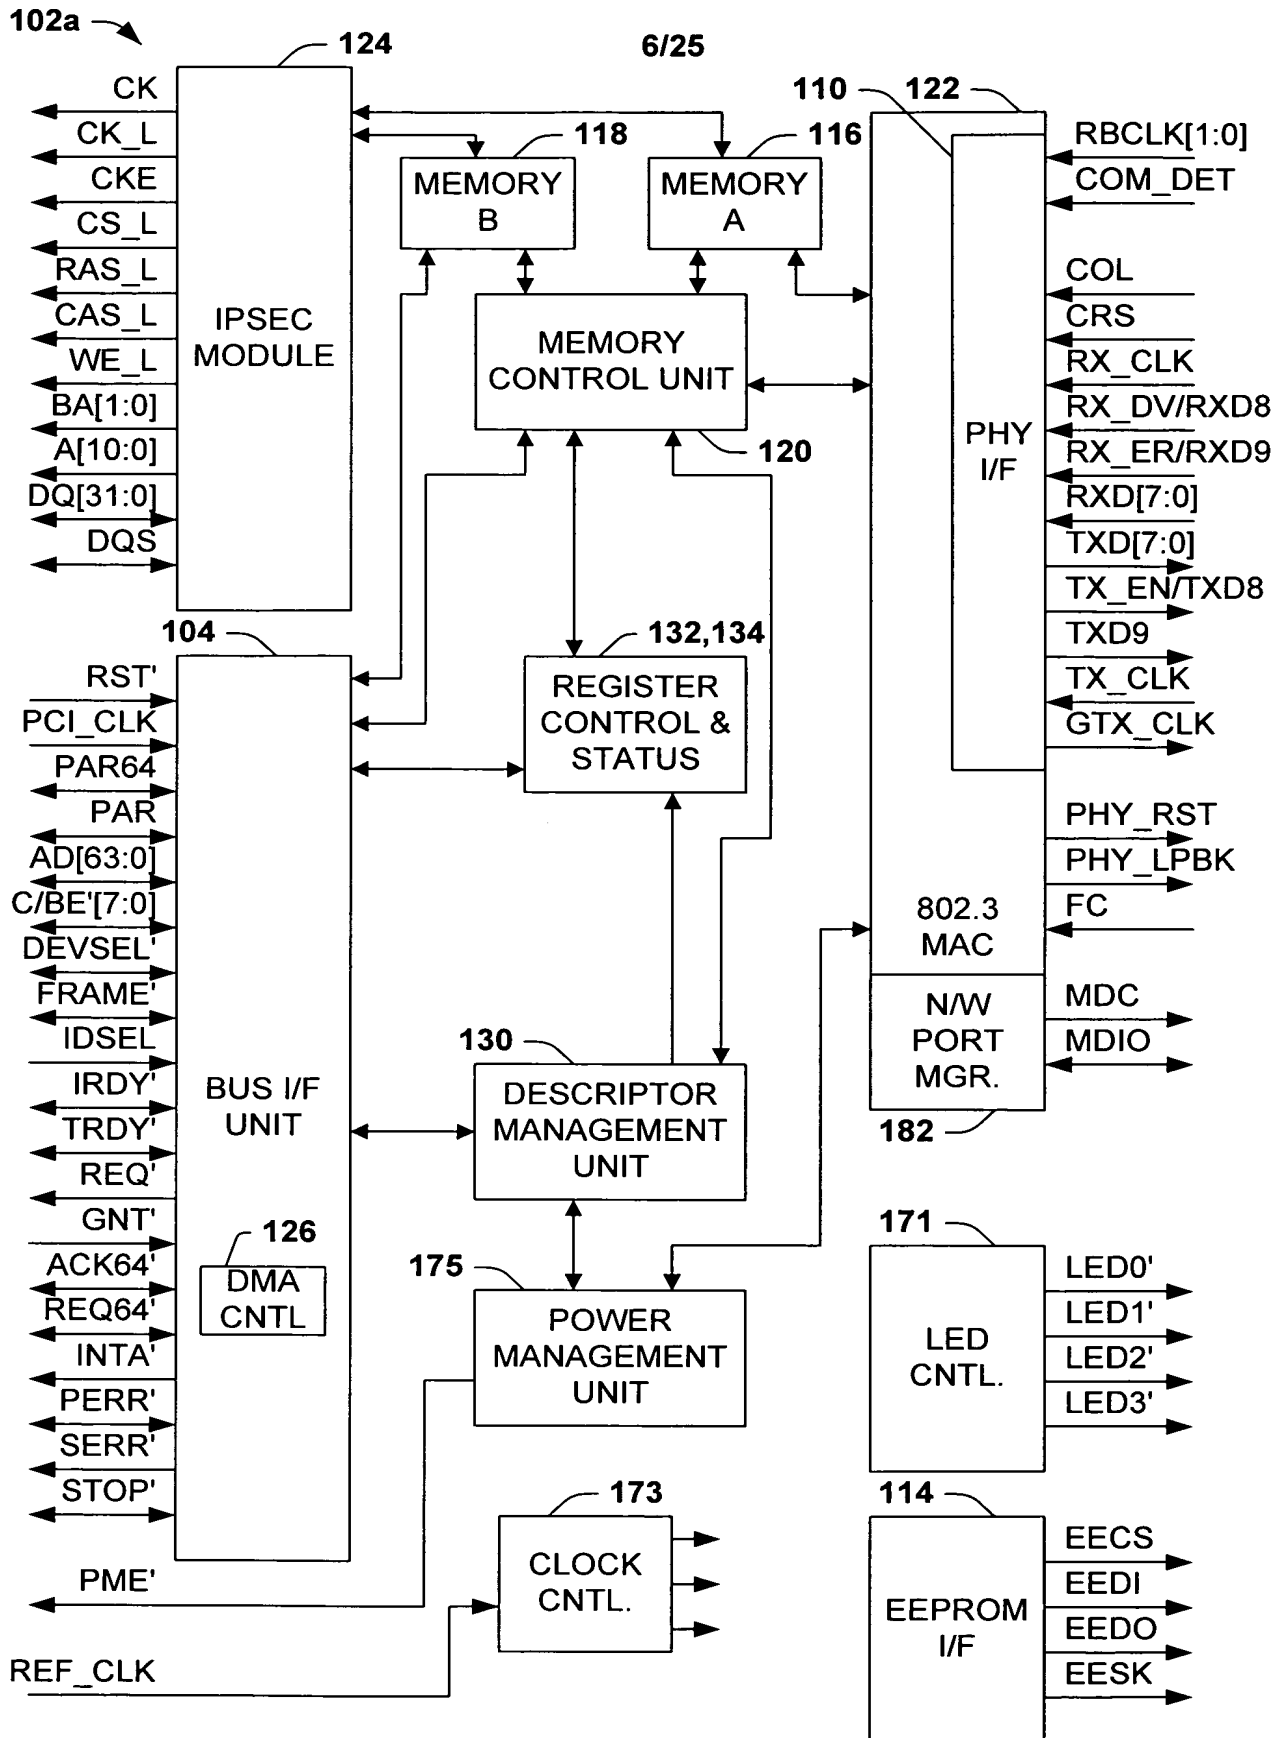 102a
6/25
124
CK
CK_L
CKE
CS_L
RAS_L
CAS_L
WE_L
BA[1:0]
A[10:0]
DQ[31:0]
DQS
IPSEC
MODULE
118
MEMORY
B
116
MEMORY
A
MEMORY
CONTROL UNIT
120
110
122
PHY
I/F
RBCLK[1:0]
COM_DET
COL
CRS
RX_CLK
RX_DV/RXD8
RX_ER/RXD9
RXD[7:0]
TXD[7:0]
TX_EN/TXD8
TXD9
TX_CLK
GTX_CLK
PHY_RST
PHY_LPBK
FC
802.3
MAC
N/W
PORT
MGR.
182
MDC
MDIO
104
RST'
PCI_CLK
PAR64
PAR
AD[63:0]
C/BE'[7:0]
DEVSEL'
FRAME'
IDSEL
IRDY'
TRDY'
REQ'
GNT'
ACK64'
REQ64'
INTA'
PERR'
SERR'
STOP'
BUS I/F
UNIT
126
DMA
CNTL
132,134
REGISTER
CONTROL &
STATUS
130
DESCRIPTOR
MANAGEMENT
UNIT
175
POWER
MANAGEMENT
UNIT
171
LED
CNTL.
LED0'
LED1'
LED2'
LED3'
PME'
REF_CLK
173
CLOCK
CNTL.
114
EEPROM
I/F
EECS
EEDI
EEDO
EESK